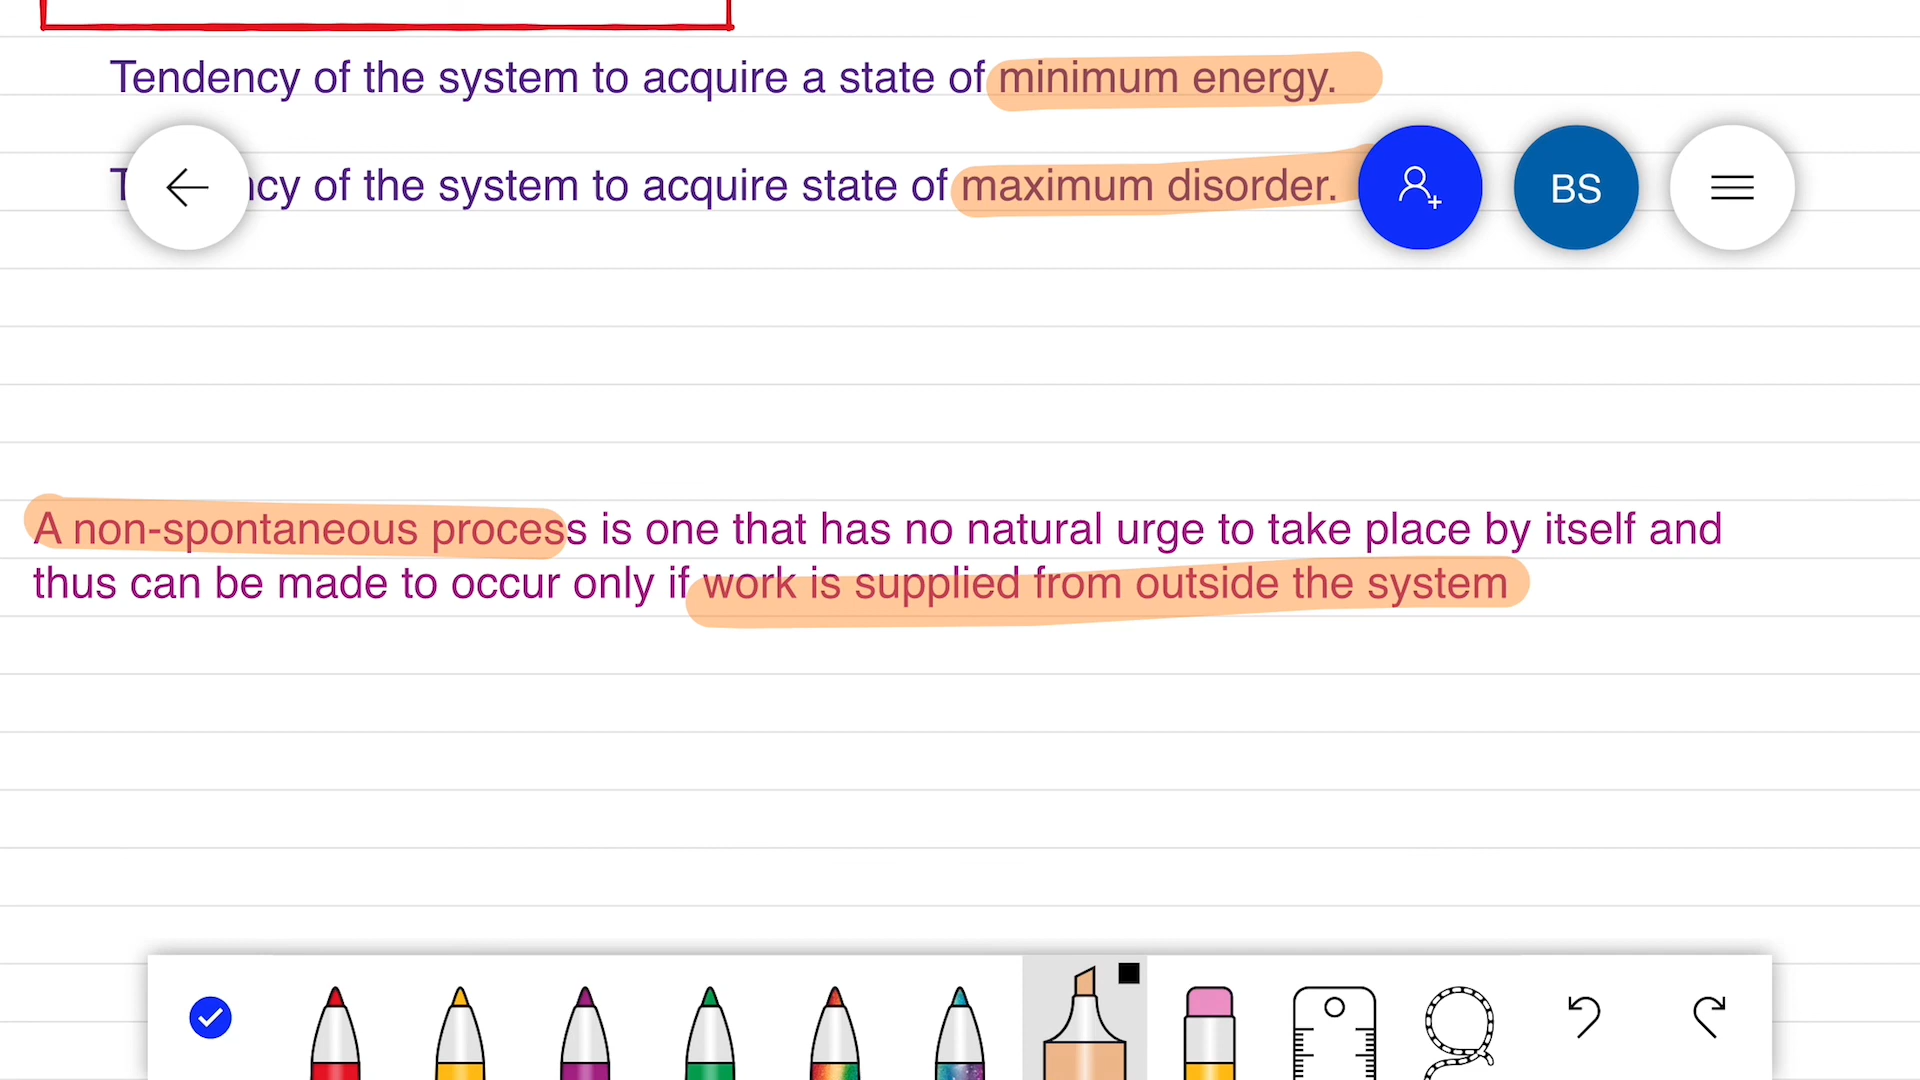 Tendency of the system to acquire a state of minimum energy.
cy of the system to acquire state of maximum disorder.
BS
A non-spontaneous process is one that has no natural urge to take place by itself and
thus can be made to occur only if work is supplied from outside the system